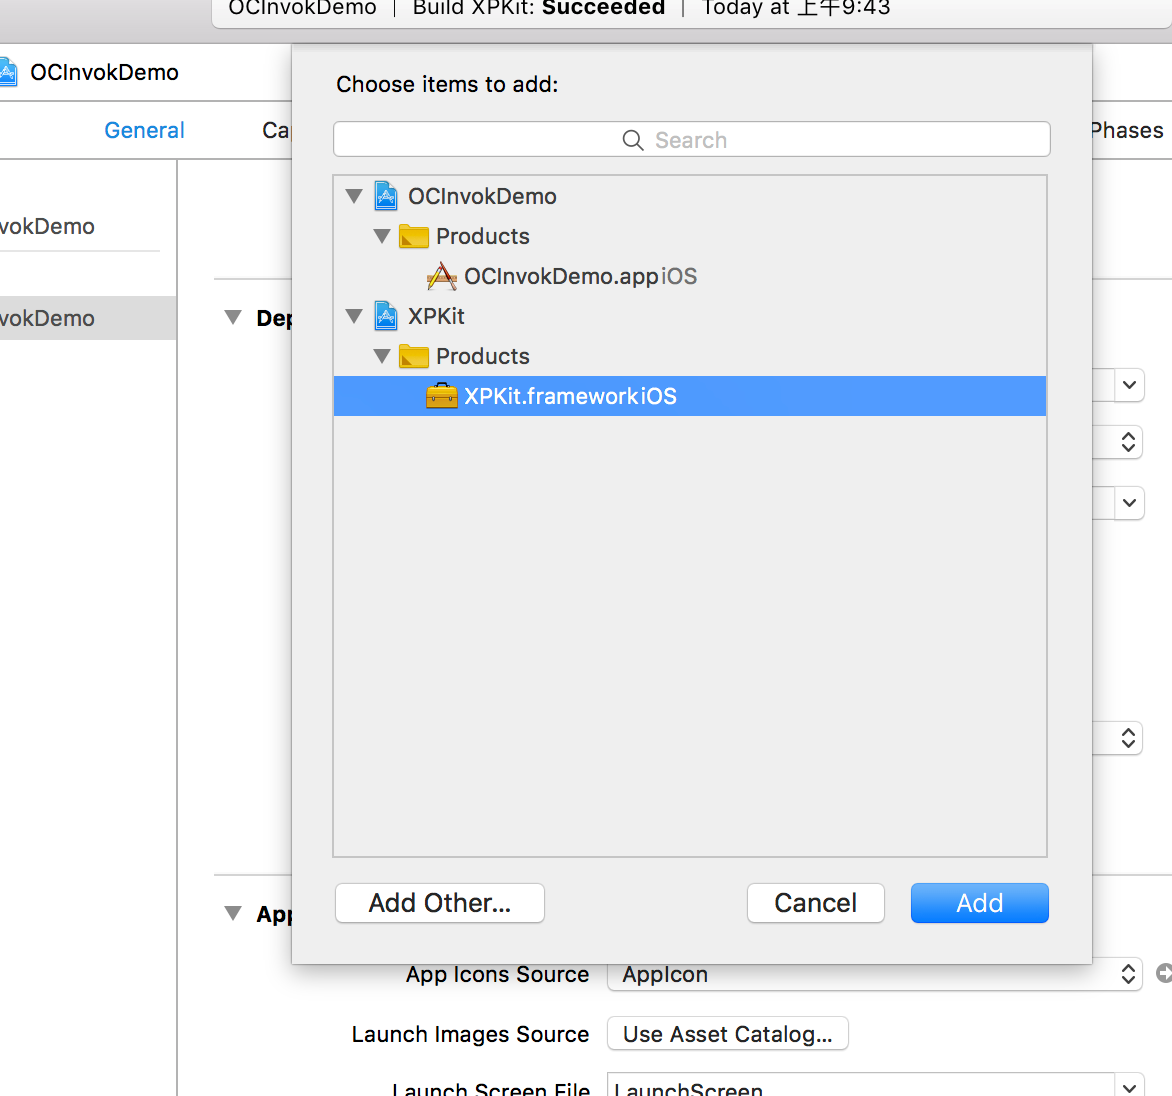 OCInvokDemo | Build XPKit: Succeeded | Today at 上午9:43
OCInvokDemo
General
Ca
Phases
Choose items to add:
Search
OCInvokDemo
Products
OCInvokDemo.app iOS
XPKit
Products
XPKit.framework iOS
vokDemo
vokDemo
Dep
App
Add Other...
Cancel
Add
App Icons Source AppIcon
Launch Images Source Use Asset Catalog...
Launch Screen File LaunchScreen